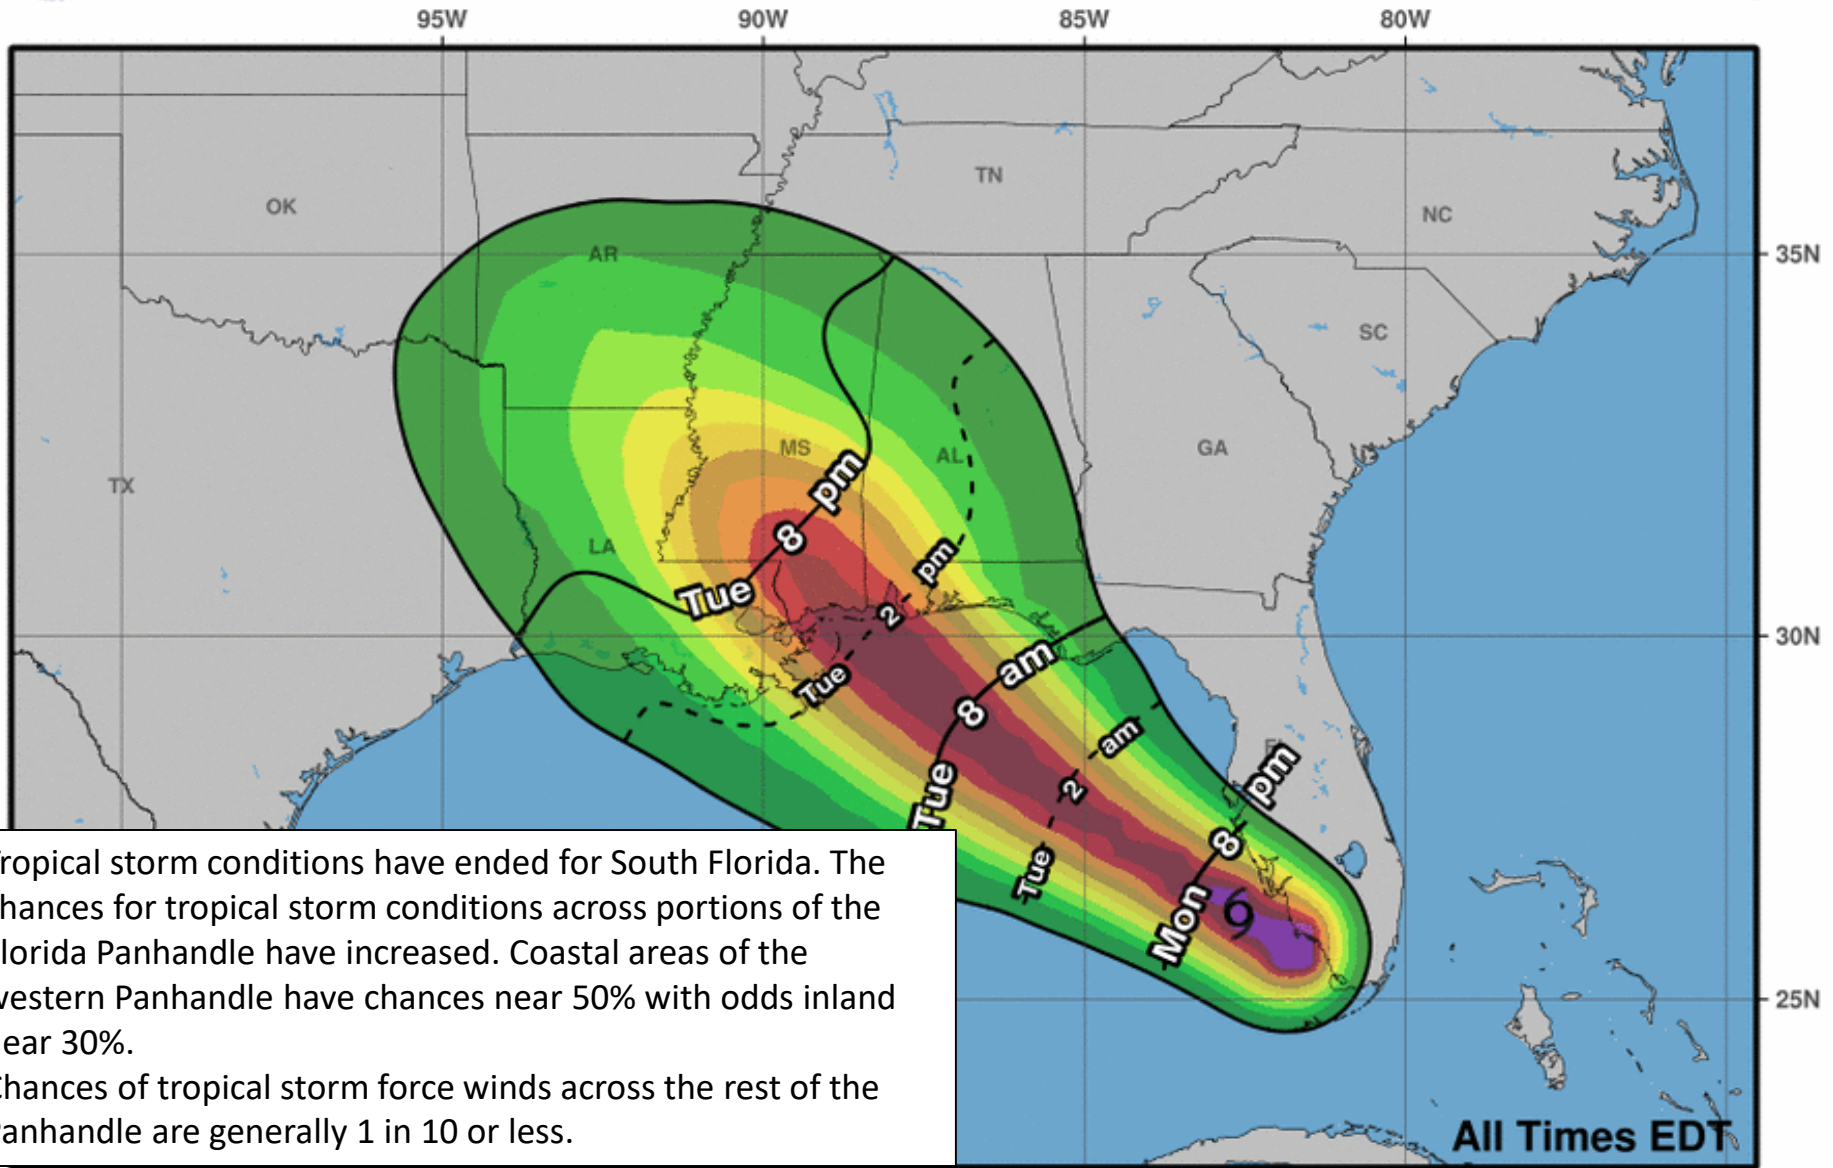 95W 90W 85W 80W
TN
OK
NC
AR
35N
SC
MS
AL
GA
TX
LA
Tue 8 pm
Tue 2 pm
30N
Tue 8 am
Tue 2 am
Mon 8 pm
ropical storm conditions have ended for South Florida. The
hances for tropical storm conditions across portions of the
lorida Panhandle have increased. Coastal areas of the
western Panhandle have chances near 50% with odds inland
ear 30%.
Chances of tropical storm force winds across the rest of the
Panhandle are generally 1 in 10 or less.
25N
All Times EDT